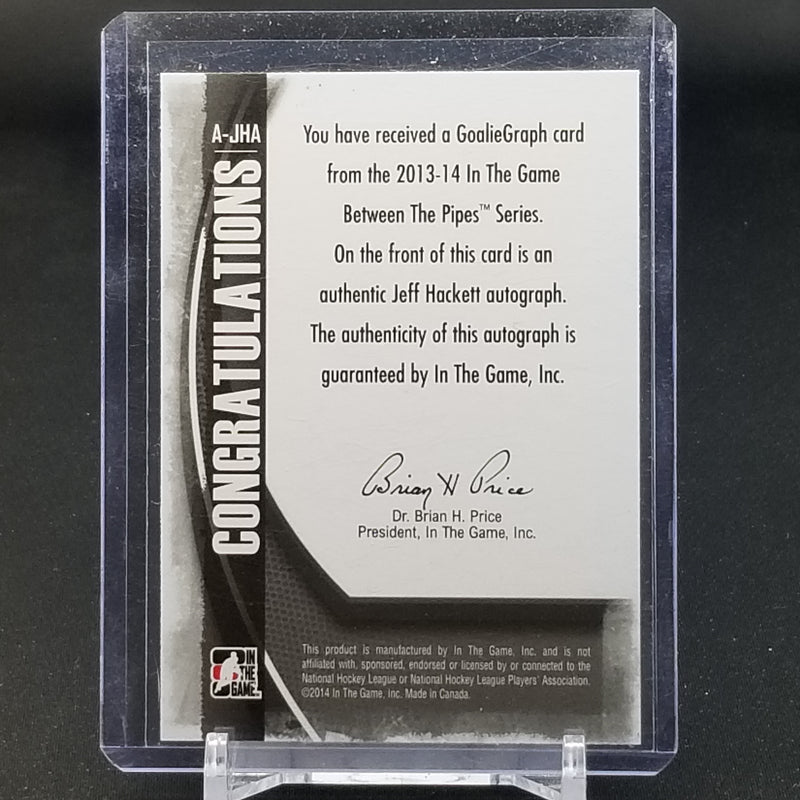 A-JHA
CONGRATULATIONS
You have received a GoalieGraph card
from the 2013-14 In The Game
Between The Pipes™ Series.
On the front of this card is an
authentic Jeff Hackett autograph.
The authenticity of this autograph is
guaranteed by In The Game, Inc.
Brian H Price
Dr. Brian H. Price
President, In The Game, Inc.
IN
THE
GAME
This product is manufactured by In The Game, Inc. and is not
affiliated with, sponsored, endorsed or licensed by or connected to the
National Hockey League or National Hockey League Players' Association.
©2014 In The Game, Inc. Made in Canada.